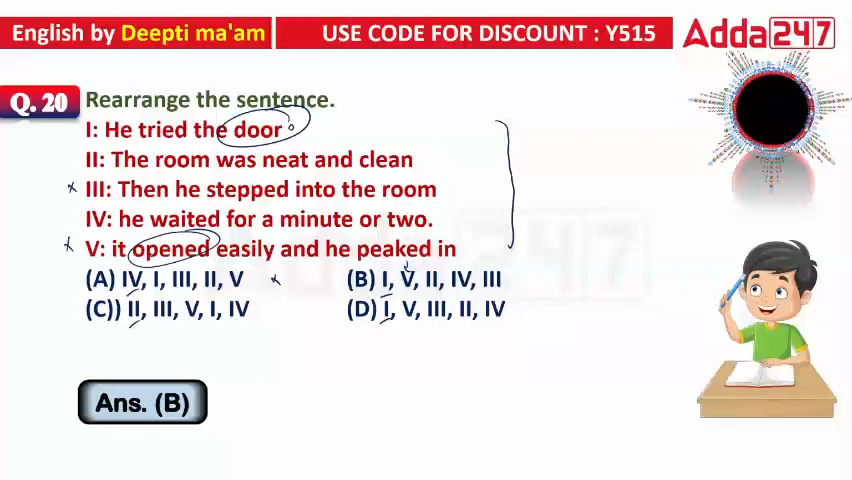 English by Deepti ma'am
USE CODE FOR DISCOUNT : Y515
Adda247
Q. 20
Rearrange the sentence.
I: He tried the door
II: The room was neat and clean
III: Then he stepped into the room
IV: he waited for a minute or two.
V: it opened easily and he peaked in
(A) IV, I, III, II, V
(B) I, V, II, IV, III
(C)) II, III, V, I, IV
(D) I, V, III, II, IV
Ans. (B)